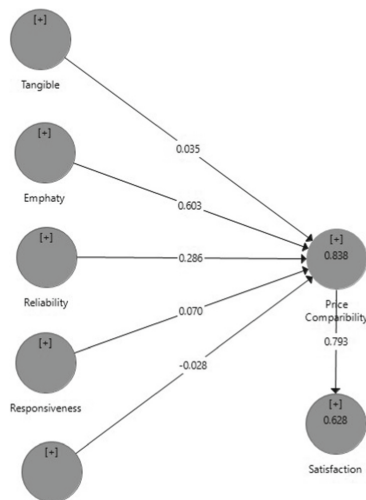 [+]
Tangible
0.035
[+]
Emphaty
0.603
[+]
Reliability
0.286
[+]
0.838
Price
Comparibility
[+]
Responsiveness
0.070
0.793
-0.028
[+]
0.628
Satisfaction
[+]